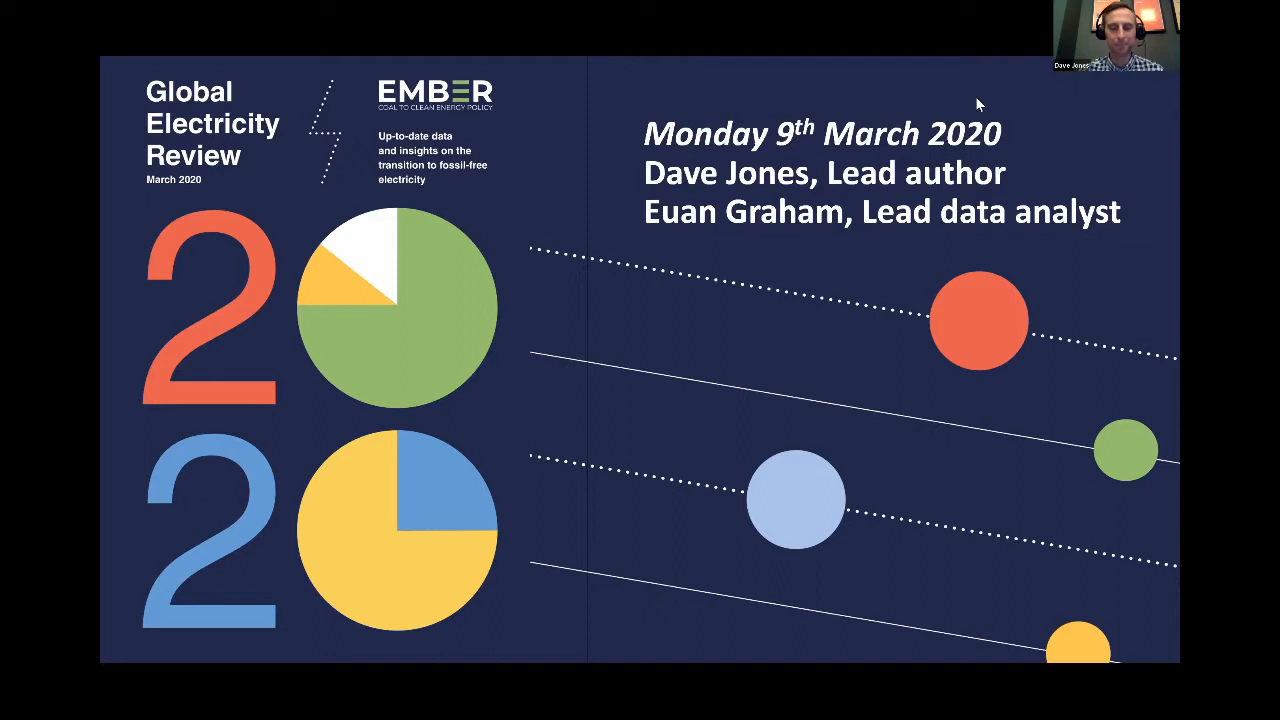 Global
Electricity
Review
March 2020
EMBER
COAL TO CLEAN ENERGY POLICY
Up-to-date data
and insights on the
transition to fossil-free
electricity
2
2
Monday 9th March 2020
Dave Jones, Lead author
Euan Graham, Lead data analyst
Dave Jones